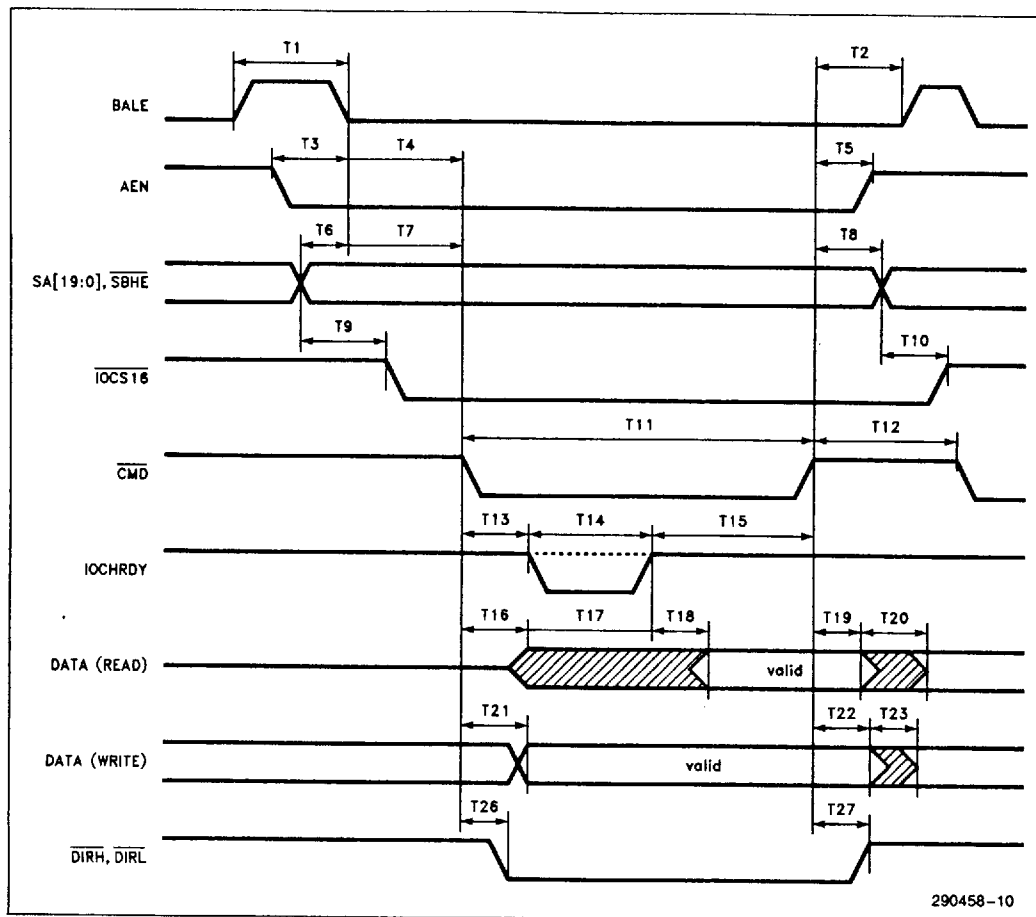 T1
T2
BALE
T3
T4
T5
AEN
T6
T7
T8
SA[19:0], SBHE
T9
T10
IOCS16
T11
T12
CMD
T13
T14
T15
IOCHRDY
T16
T17
T18
T19
T20
DATA (READ)
valid
T21
T22
T23
DATA (WRITE)
valid
T26
T27
DIRH, DIRL
290458-10